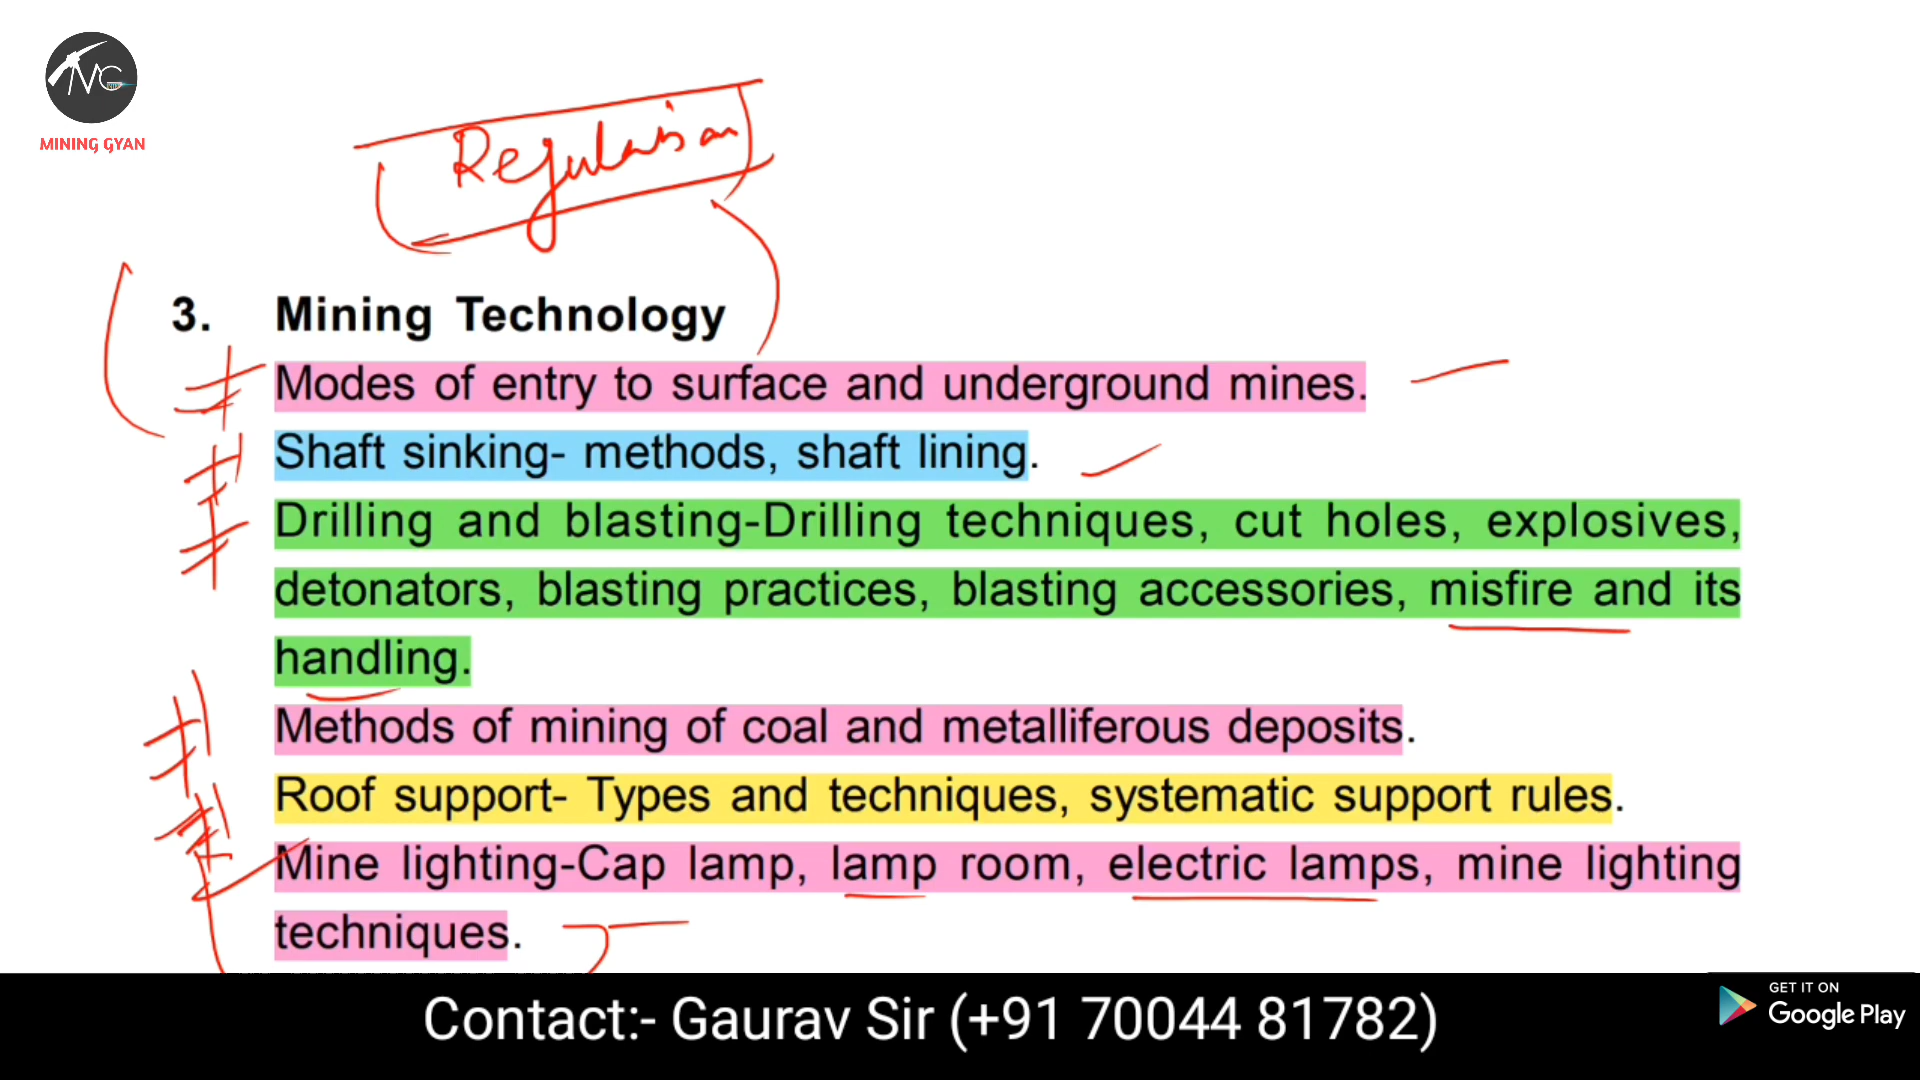 MG
MINING GYAN
Regulation
3. Mining Technology
Modes of entry to surface and underground mines.
Shaft sinking- methods, shaft lining.
Drilling and blasting-Drilling techniques, cut holes, explosives,
detonators, blasting practices, blasting accessories, misfire and its
handling.
Methods of mining of coal and metalliferous deposits.
Roof support- Types and techniques, systematic support rules.
Mine lighting-Cap lamp, lamp room, electric lamps, mine lighting
techniques.
Contact:- Gaurav Sir (+91 70044 81782)
GET IT ON
Google Play